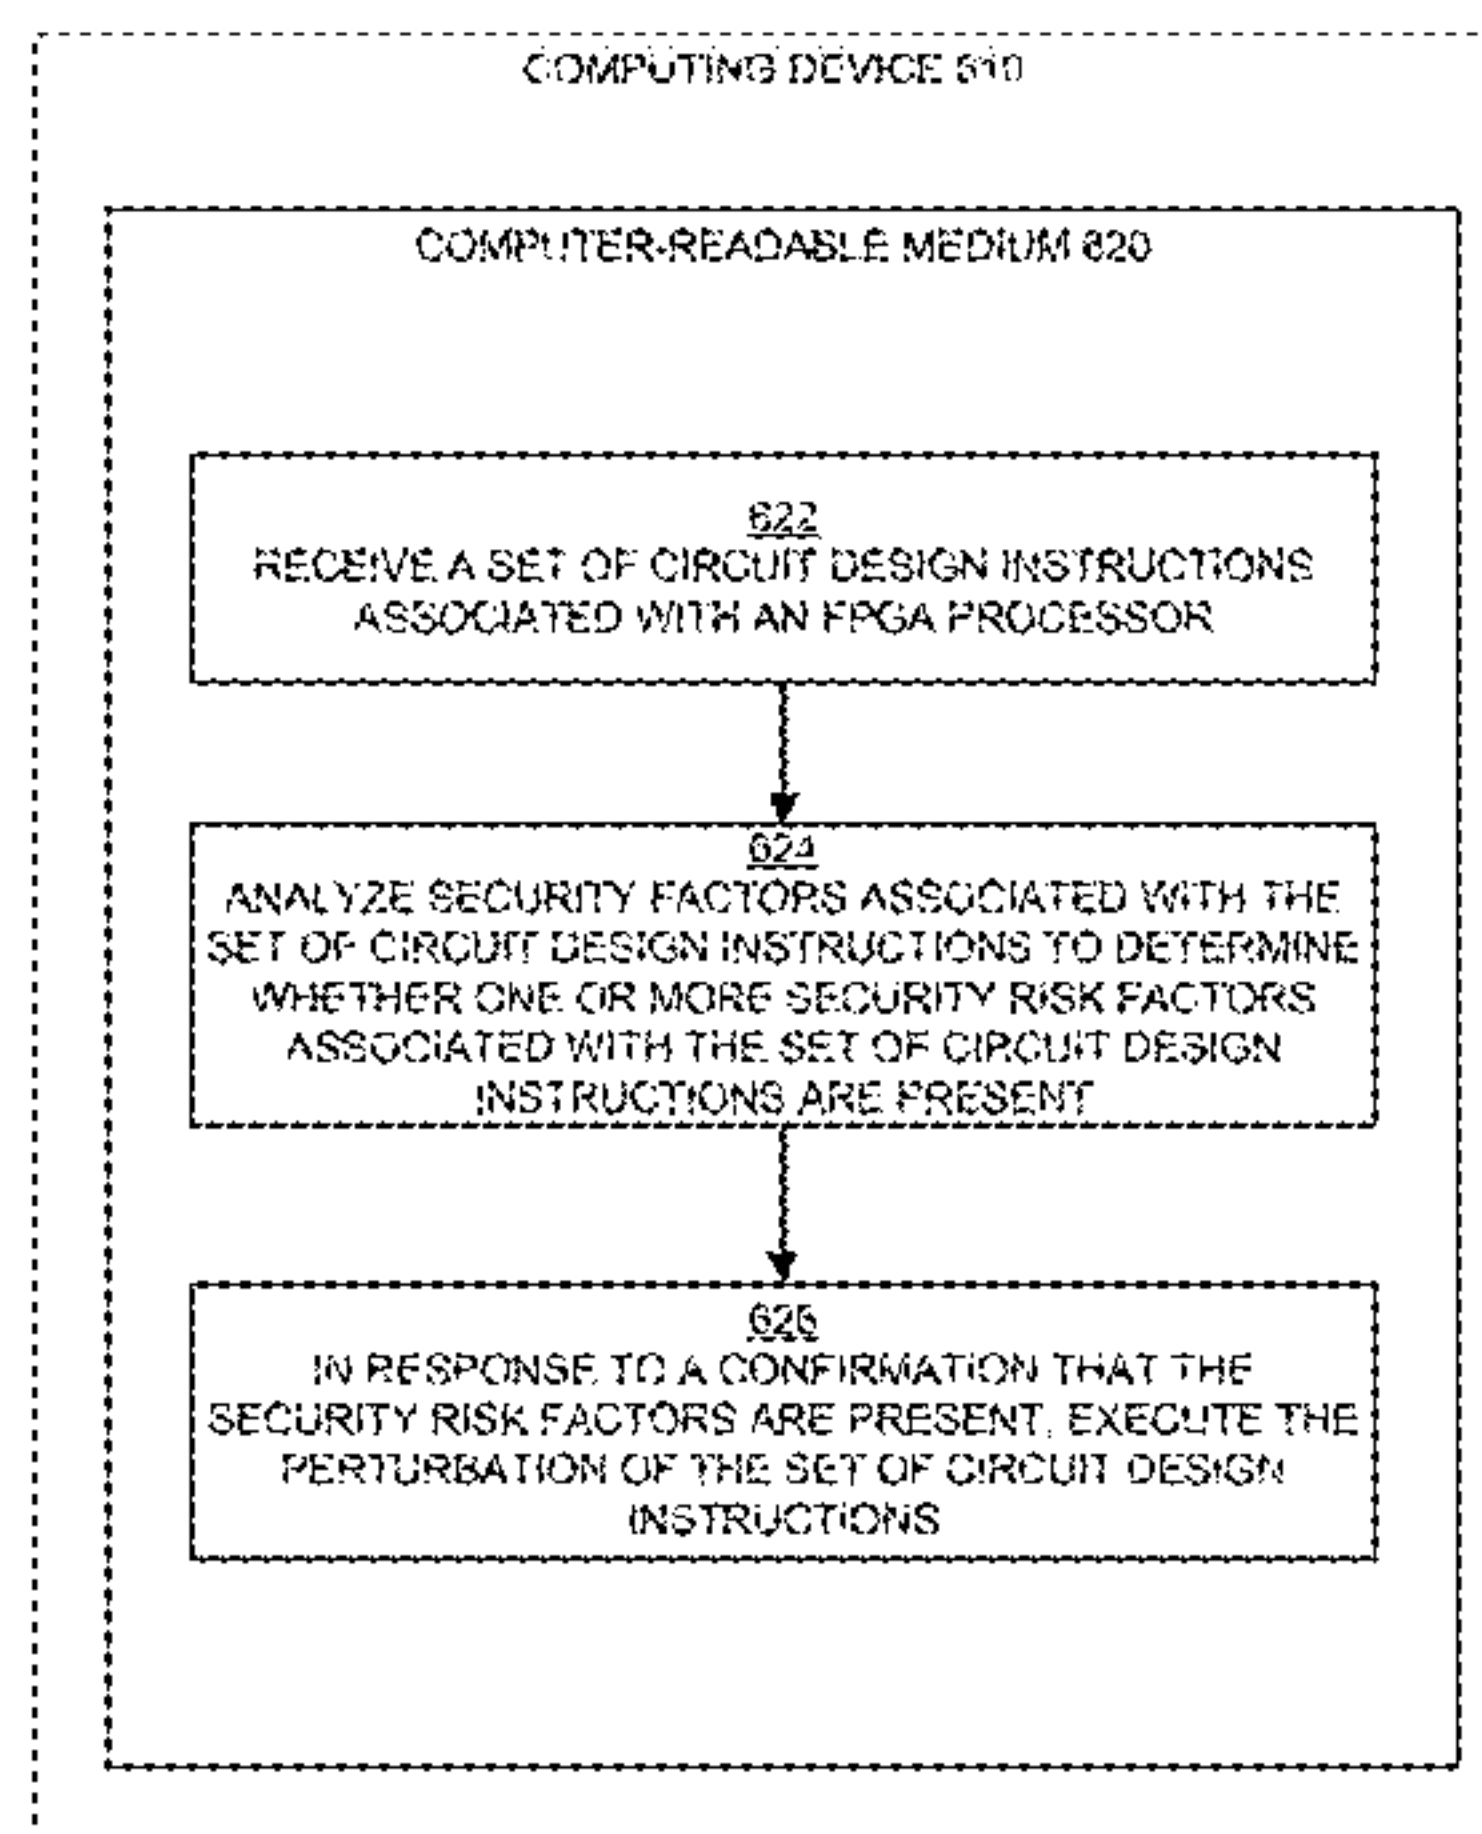 COMPUTING DEVICE 610
COMPUTER-READABLE MEDIUM 620
622
RECEIVE A SET OF CIRCUIT DESIGN INSTRUCTIONS
ASSOCIATED WITH AN FPGA PROCESSOR
624
ANALYZE SECURITY FACTORS ASSOCIATED WITH THE
SET OF CIRCUIT DESIGN INSTRUCTIONS TO DETERMINE
WHETHER ONE OR MORE SECURITY RISK FACTORS
ASSOCIATED WITH THE SET OF CIRCUIT DESIGN
INSTRUCTIONS ARE PRESENT
626
IN RESPONSE TO A CONFIRMATION THAT THE
SECURITY RISK FACTORS ARE PRESENT, EXECUTE THE
PERTURBATION OF THE SET OF CIRCUIT DESIGN
INSTRUCTIONS